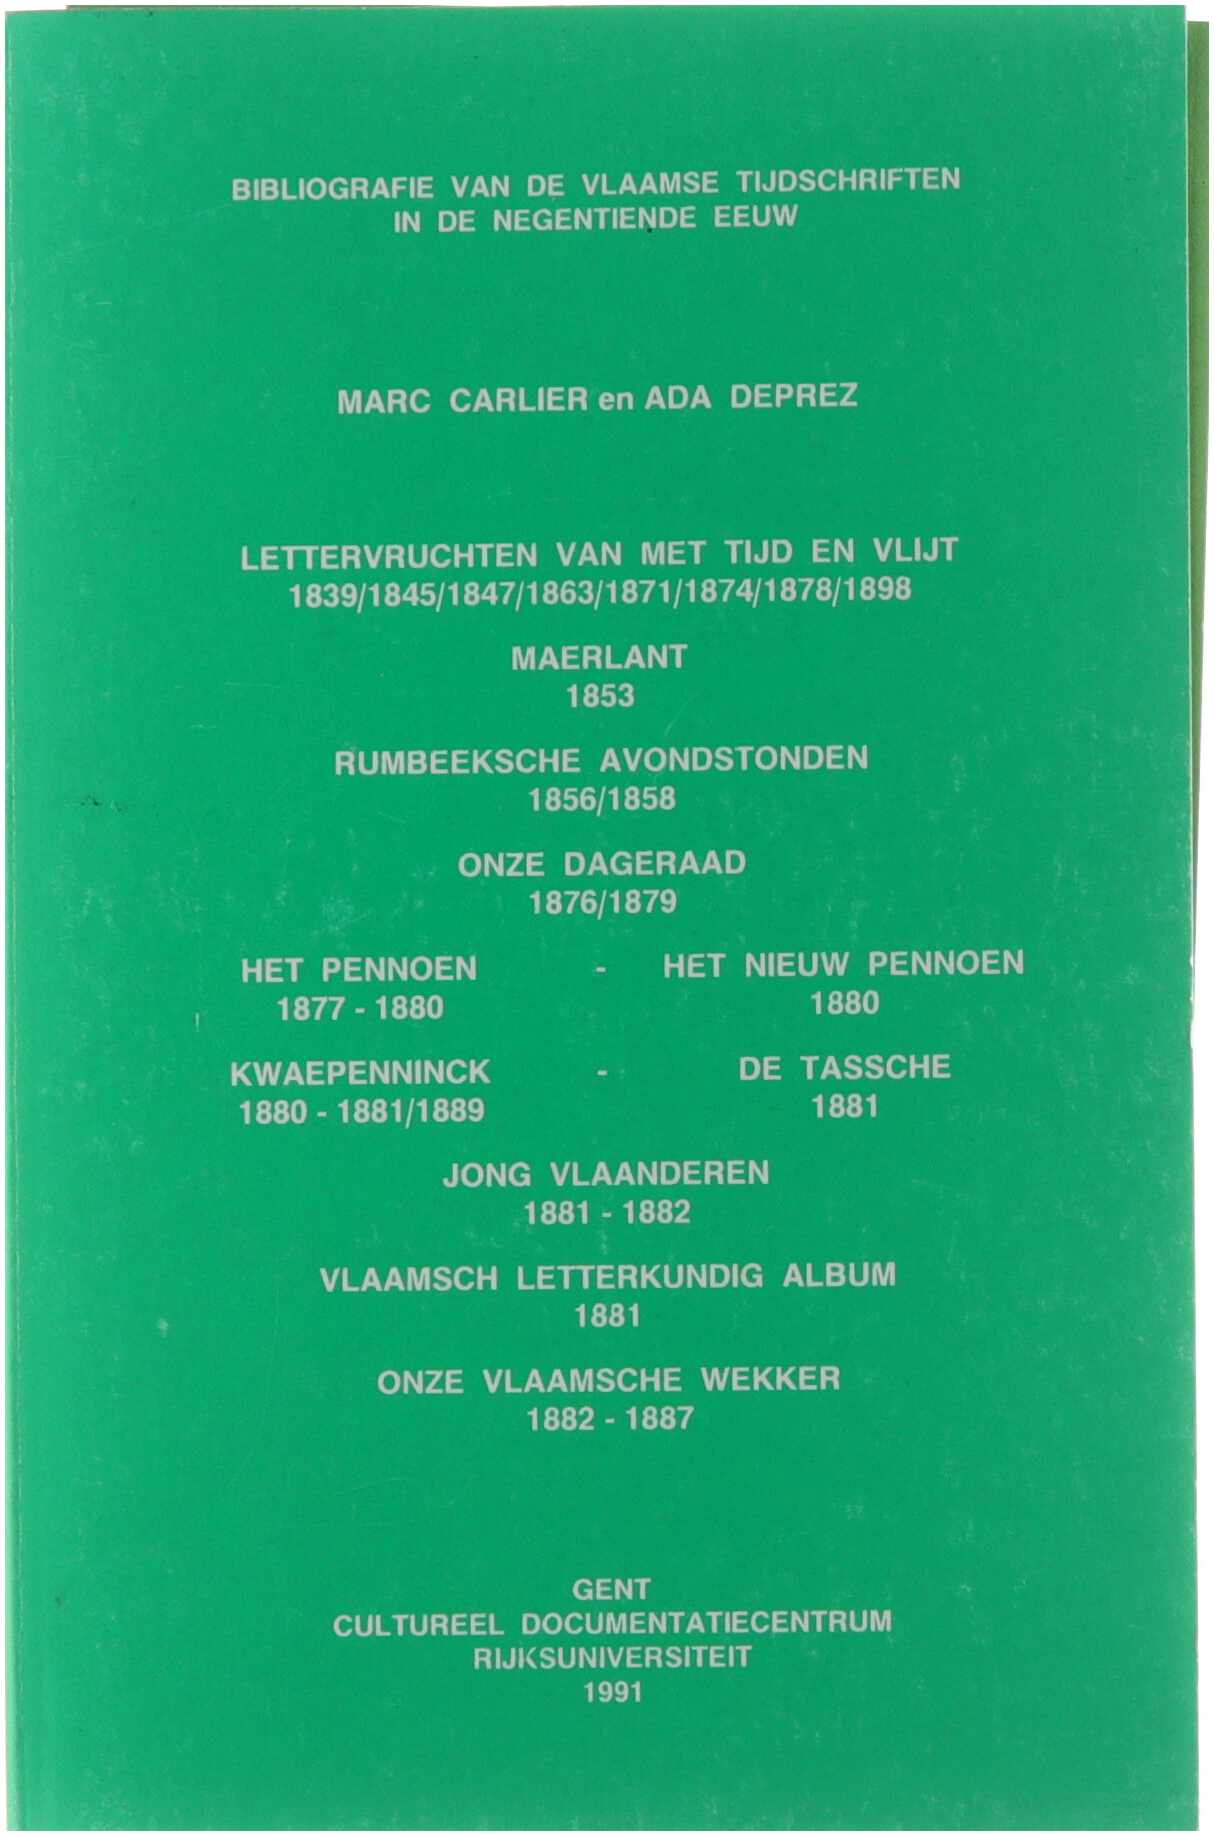 BIBLIOGRAFIE VAN DE VLAAMSE TIJDSCHRIFTEN
IN DE NEGENTIENDE EEUW
MARC CARLIER en ADA DEPREZ
LETTERVRUCHTEN VAN MET TIJD EN VLIJT
1839/1845/1847/1863/1871/1874/1878/1898
MAERLANT
1853
RUMBEEKSCHE AVONDSTONDEN
1856/1858
ONZE DAGERAAD
1876/1879
HET PENNOEN - HET NIEUW PENNOEN
1877 - 1880 1880
KWAEPENNINCK - DE TASSCHE
1880 - 1881/1889 1881
JONG VLAANDEREN
1881 - 1882
VLAAMSCH LETTERKUNDIG ALBUM
1881
ONZE VLAAMSCHE WEKKER
1882 - 1887
GENT
CULTUREEL DOCUMENTATIECENTRUM
RIJKSUNIVERSITEIT
1991